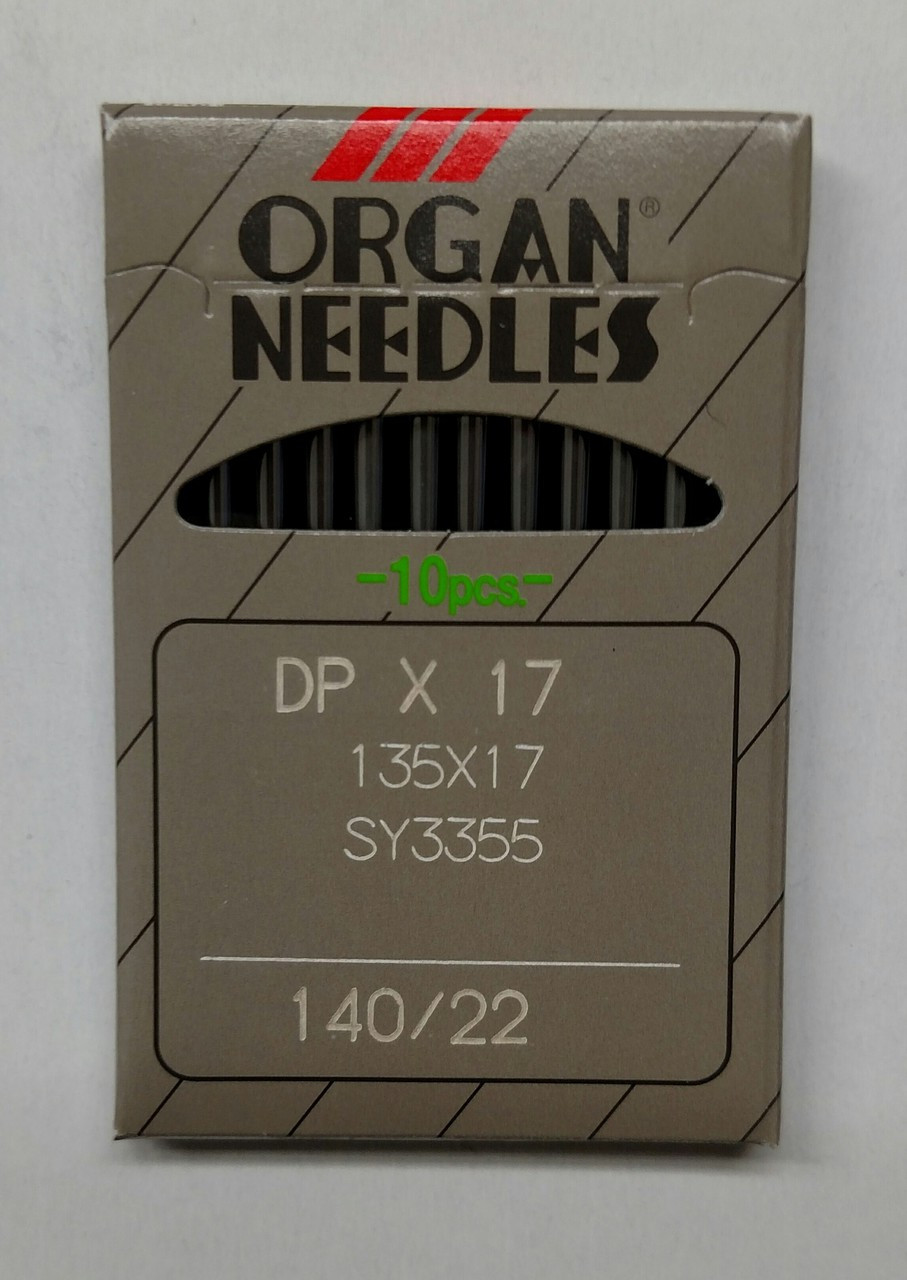 ORGAN®
NEEDLES
-10pcs.-
DP X 17
135X17
SY3355
140/22